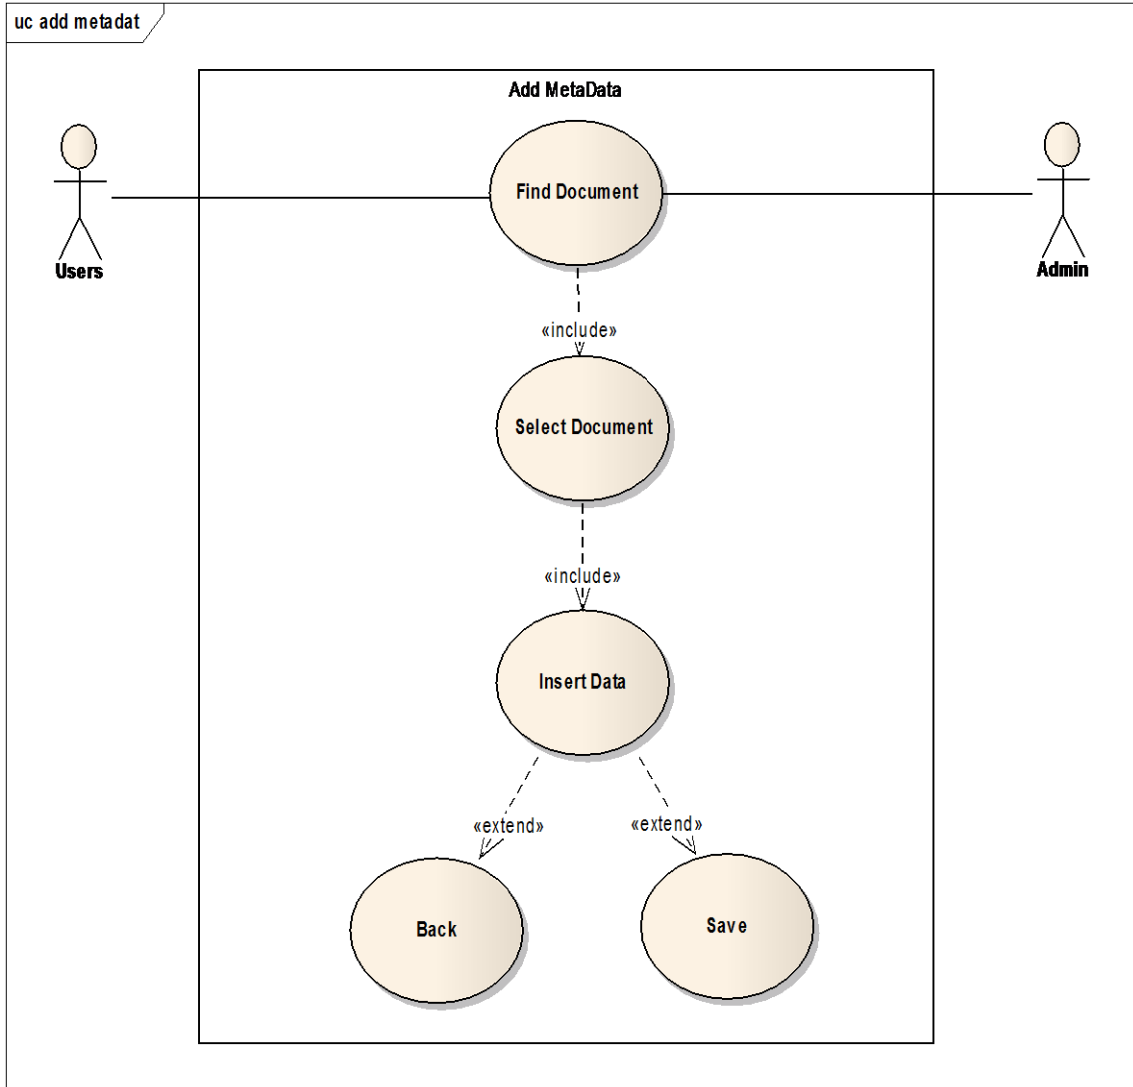 uc add metadat
Add MetaData
Find Document
Users
Admin
«include»
Select Document
«include»
Insert Data
«extend»
«extend»
Back
Save